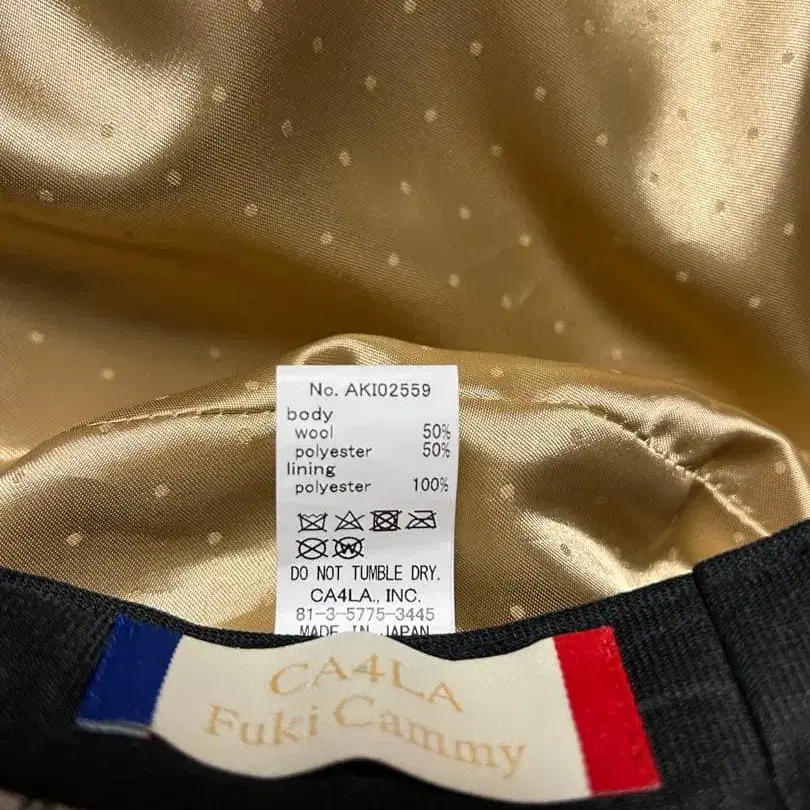 No. AKI02559
body
wool 50%
polyester 50%
lining
polyester 100%
DO NOT TUMBLE DRY.
CA4LA., INC.
81-3-5775-3445
MADE IN JAPAN
CA4LA
Fuki Cammy